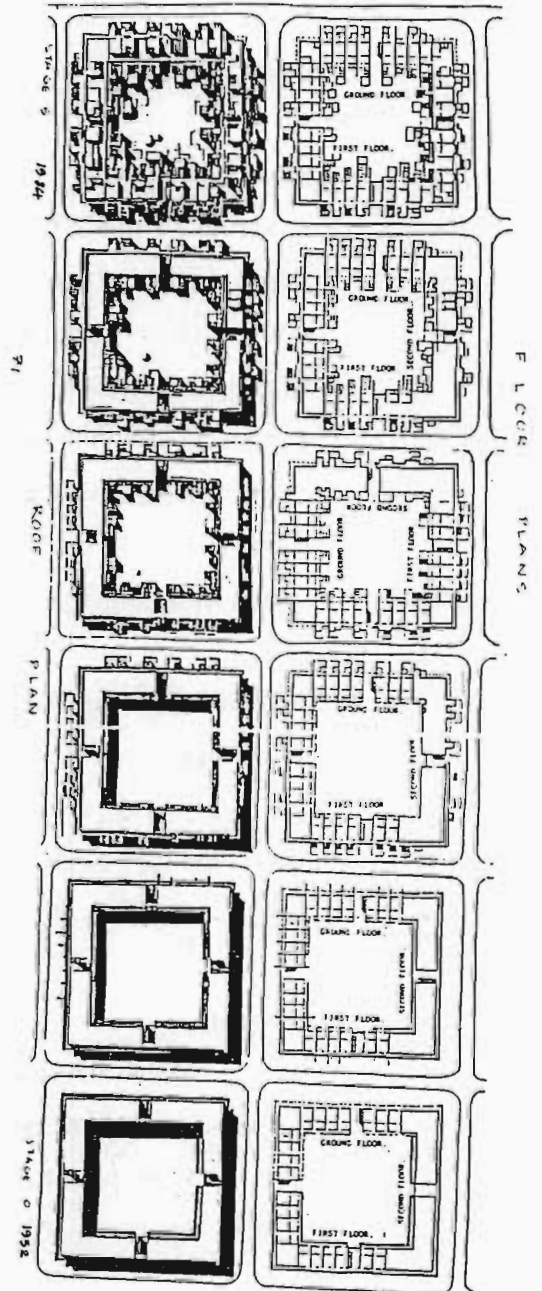 FLOOR PLANS
GROUND FLOOR
FIRST FLOOR.
GROUND FLOOR.
SECOND FLOOR.
FIRST FLOOR
SECOND FLOOR
GROUND FLOOR
FIRST FLOOR
GROUND FLOOR.
SECOND FLOOR
FIRST FLOOR
GROUND FLOOR.
SECOND FLOOR.
FIRST FLOOR.
GROUND FLOOR.
SECOND FLOOR.
FIRST FLOOR.
STAGE 5 1984
71
ROOF PLAN
STAGE 0 1952